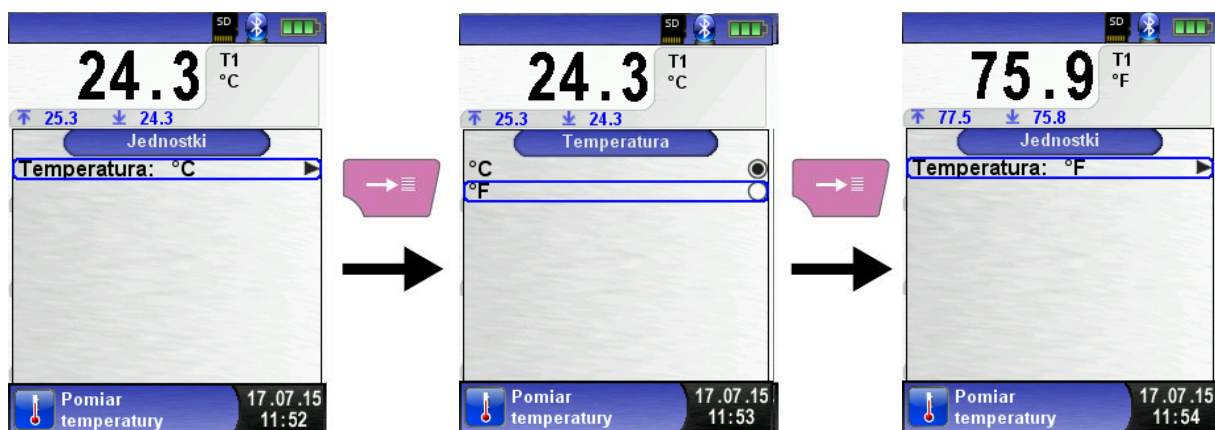 SD
24.3 T1
°C
25.3 24.3
Jednostki
Temperatura: °C
Pomiar
temperatury
17.07.15
11:52
SD
24.3 T1
°C
25.3 24.3
Temperatura
°C
°F
Pomiar
temperatury
17.07.15
11:53
SD
75.9 T1
°F
77.5 75.8
Jednostki
Temperatura: °F
Pomiar
temperatury
17.07.15
11:54